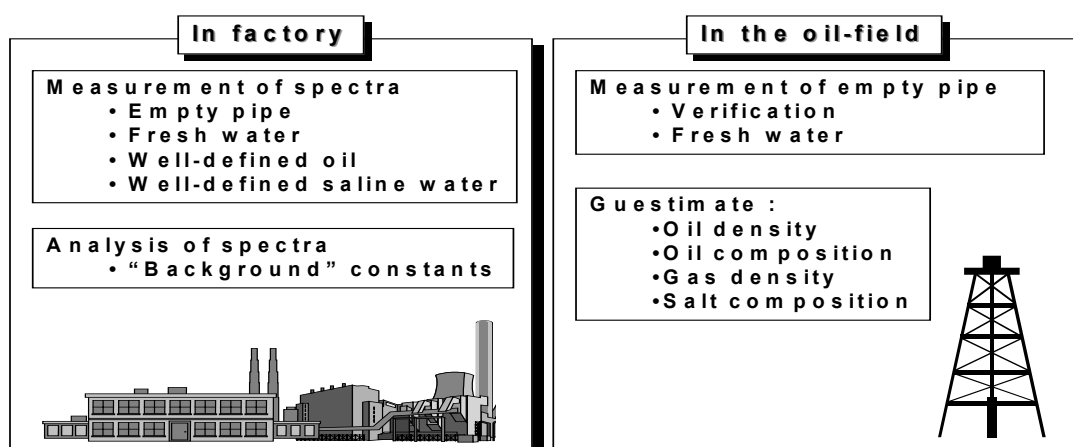 In factory
Measurement of spectra
• Empty pipe
• Fresh water
• Well-defined oil
• Well-defined saline water
Analysis of spectra
• “Background” constants
In the oil-field
Measurement of empty pipe
• Verification
• Fresh water
Guestimate :
•Oil density
•Oil composition
•Gas density
•Salt composition